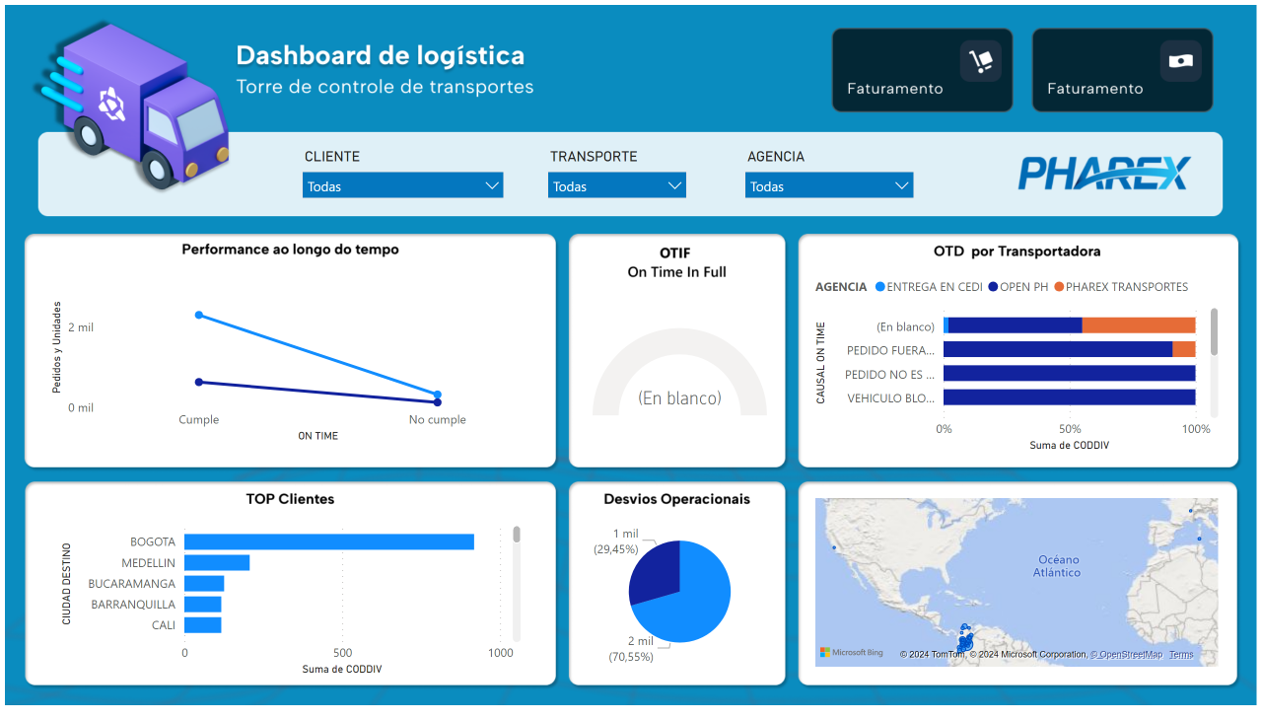 Dashboard de logística
Torre de controle de transportes
Faturamento
Faturamento
CLIENTE
Todas
TRANSPORTE
Todas
AGENCIA
Todas
PHAREX
Performance ao longo do tempo
Pedidos y Unidades
2 mil
0 mil
Cumple
No cumple
ON TIME
OTIF
On Time In Full
(En blanco)
OTD por Transportadora
AGENCIA ENTREGA EN CEDI OPEN PH PHAREX TRANSPORTES
CAUSAL ON TIME
(En blanco)
PEDIDO FUERA...
PEDIDO NO ES ...
VEHICULO BLO...
0% 50% 100%
Suma de CODDIV
TOP Clientes
CIUDAD DESTINO
BOGOTA
MEDELLIN
BUCARAMANGA
BARRANQUILLA
CALI
0 500 1000
Suma de CODDIV
Desvios Operacionais
1 mil
(29,45%)
2 mil
(70,55%)
Océano
Atlántico
Microsoft Bing
© 2024 TomTom, © 2024 Microsoft Corporation, © OpenStreetMap Terms